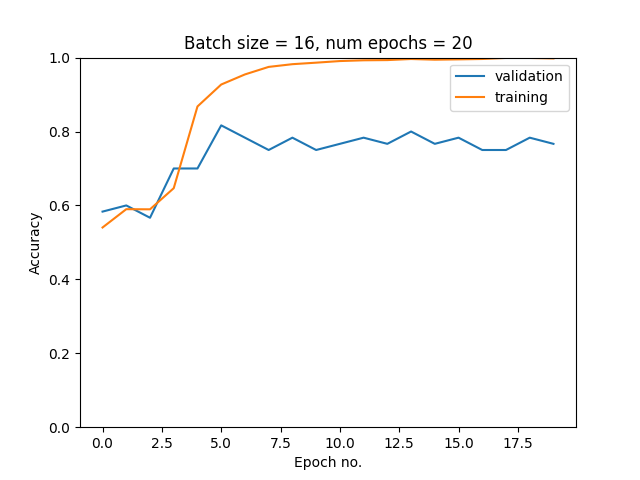 Batch size = 16, num epochs = 20
1.0
0.8
0.6
0.4
0.2
0.0
Accuracy
validation
training
0.0 2.5 5.0 7.5 10.0 12.5 15.0 17.5
Epoch no.